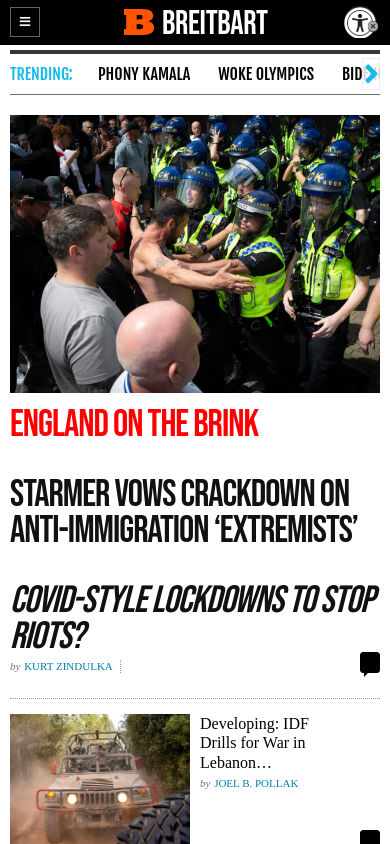 BREITBART
TRENDING: PHONY KAMALA WOKE OLYMPICS BID
ENGLAND ON THE BRINK
STARMER VOWS CRACKDOWN ON
ANTI-IMMIGRATION ‘EXTREMISTS’
COVID-STYLE LOCKDOWNS TO STOP
RIOTS?
by KURT ZINDULKA
Developing: IDF
Drills for War in
Lebanon…
by JOEL B. POLLAK